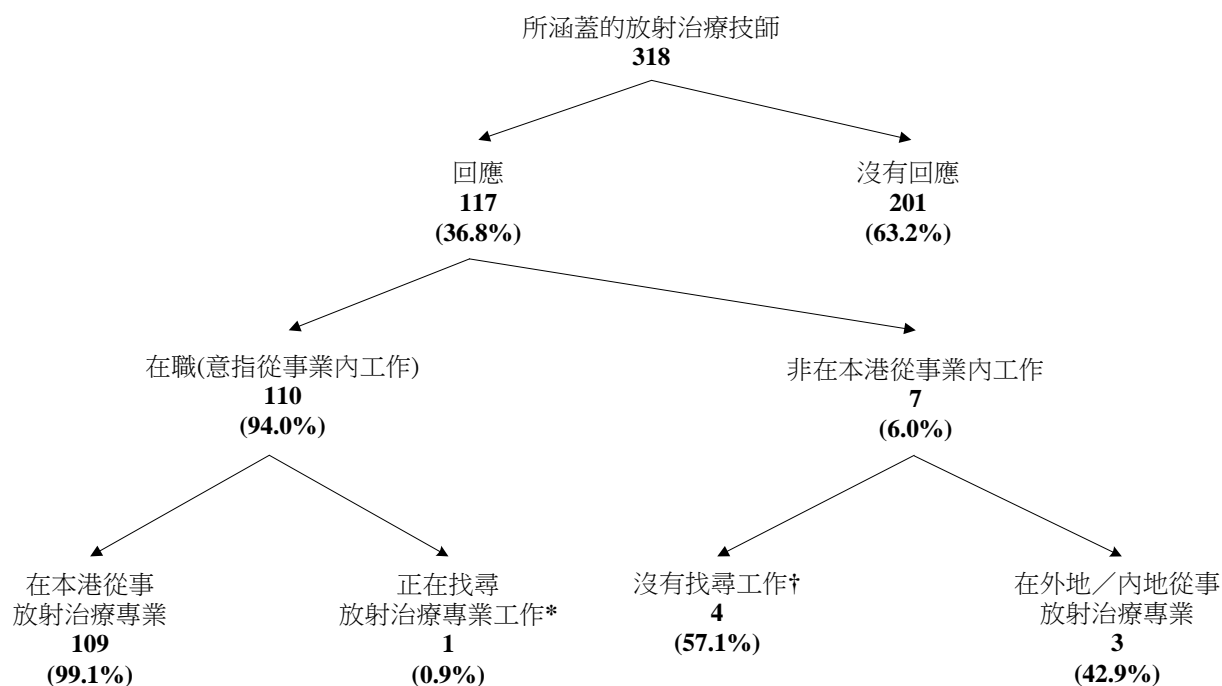 所涵蓋的放射治療技師
318
回應
117
(36.8%)
沒有回應
201
(63.2%)
在職(意指從事業內工作)
110
(94.0%)
非在本港從事業內工作
7
(6.0%)
在本港從事
放射治療專業
109
(99.1%)
正在找尋
放射治療專業工作*
1
(0.9%)
沒有找尋工作†
4
(57.1%)
在外地／內地從事
放射治療專業
3
(42.9%)